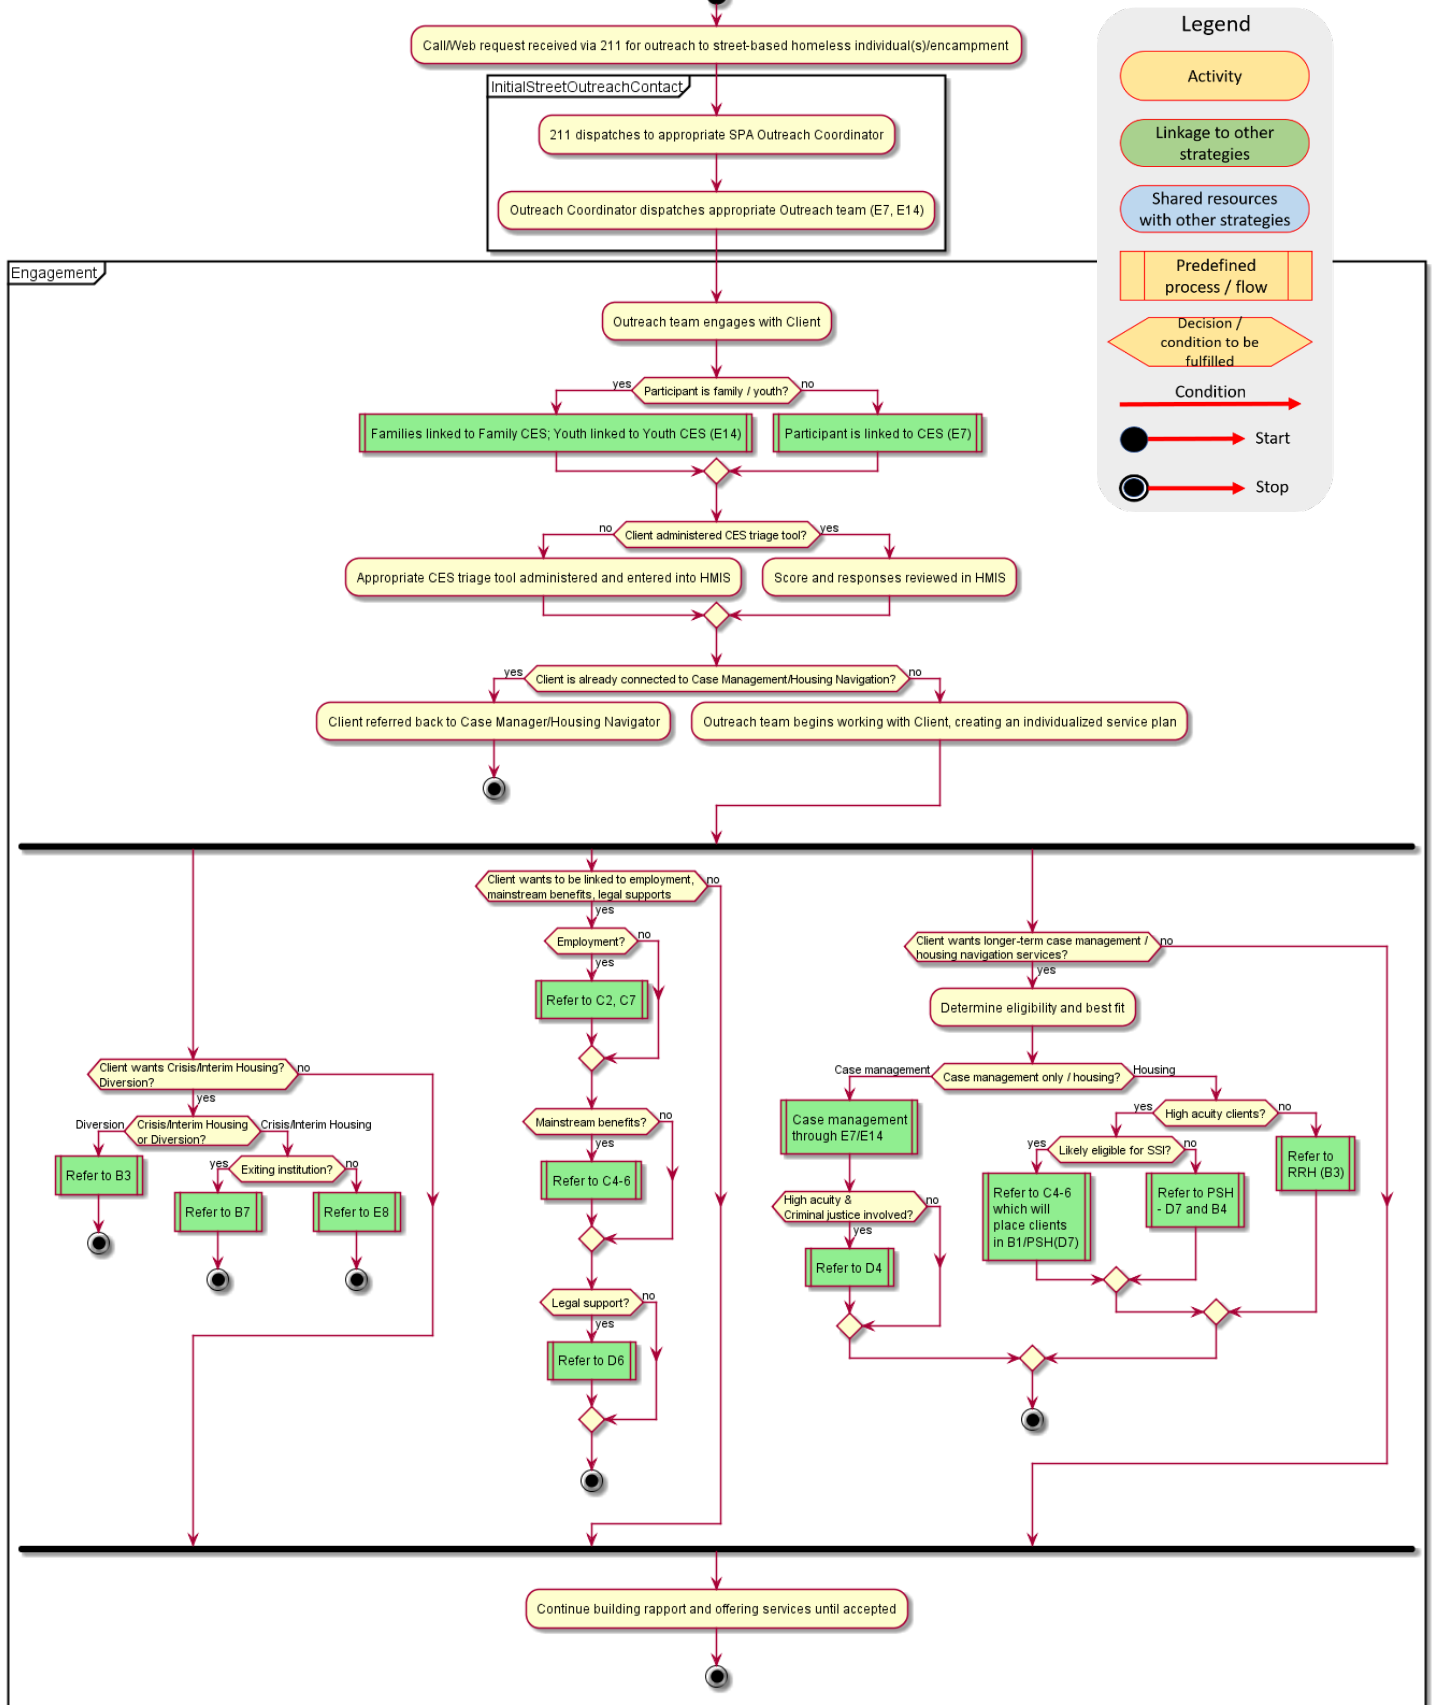 Call/Web request received via 211 for outreach to street-based homeless individual(s)/encampment
InitialStreetOutreachContact
211 dispatches to appropriate SPA Outreach Coordinator
Outreach Coordinator dispatches appropriate Outreach team (E7, E14)
Legend
Activity
Linkage to other
strategies
Shared resources
with other strategies
Predefined
process / flow
Decision /
condition to be
fulfilled
Condition
Start
Stop
Engagement
Outreach team engages with Client
yes
Participant is family / youth?
no
Families linked to Family CES; Youth linked to Youth CES (E14)
Participant is linked to CES (E7)
no
Client administered CES triage tool?
yes
Appropriate CES triage tool administered and entered into HMIS
Score and responses reviewed in HMIS
yes
Client is already connected to Case Management/Housing Navigation?
no
Client referred back to Case Manager/Housing Navigator
Outreach team begins working with Client, creating an individualized service plan
Client wants Crisis/Interim Housing?
Diversion?
no
yes
Diversion
Crisis/Interim Housing
or Diversion?
Crisis/Interim Housing
Refer to B3
yes
Exiting institution?
no
Refer to B7
Refer to E8
Client wants to be linked to employment,
mainstream benefits, legal supports
no
yes
Employment?
no
yes
Refer to C2, C7
Mainstream benefits?
no
yes
Refer to C4-6
Legal support?
no
yes
Refer to D6
Client wants longer-term case management /
housing navigation services?
no
yes
Determine eligibility and best fit
Case management
Case management only / housing?
Housing
Case management
through E7/E14
High acuity &
Criminal justice involved?
no
yes
Refer to D4
yes
High acuity clients?
no
yes
Likely eligible for SSI?
no
Refer to
RRH (B3)
Refer to C4-6
which will
place clients
in B1/PSH(D7)
Refer to PSH
- D7 and B4
Continue building rapport and offering services until accepted